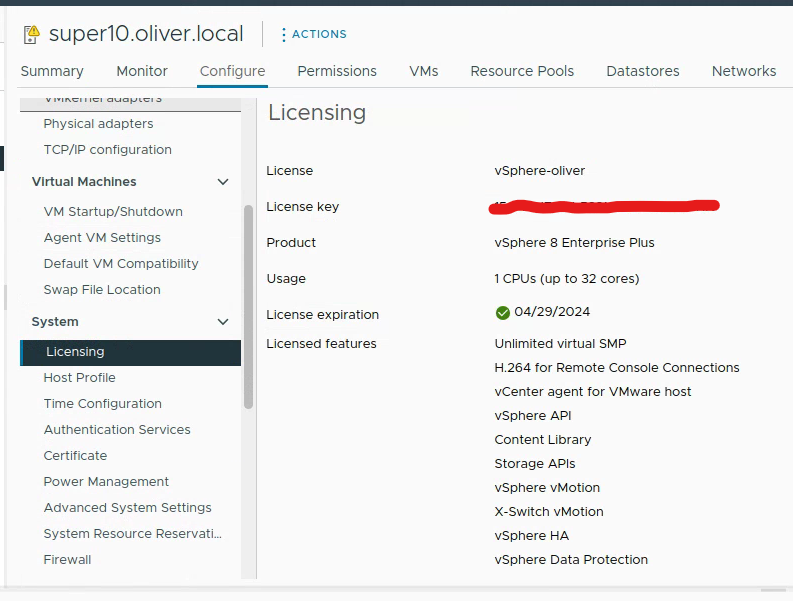 super10.oliver.local
ACTIONS
Summary Monitor Configure Permissions VMs Resource Pools Datastores Networks
VMkernel adapters
Physical adapters
TCP/IP configuration
Virtual Machines
VM Startup/Shutdown
Agent VM Settings
Default VM Compatibility
Swap File Location
System
Licensing
Host Profile
Time Configuration
Authentication Services
Certificate
Power Management
Advanced System Settings
System Resource Reservati...
Firewall
Licensing
License vSphere-oliver
License key
Product vSphere 8 Enterprise Plus
Usage 1 CPUs (up to 32 cores)
License expiration 04/29/2024
Licensed features Unlimited virtual SMP
H.264 for Remote Console Connections
vCenter agent for VMware host
vSphere API
Content Library
Storage APIs
vSphere vMotion
X-Switch vMotion
vSphere HA
vSphere Data Protection